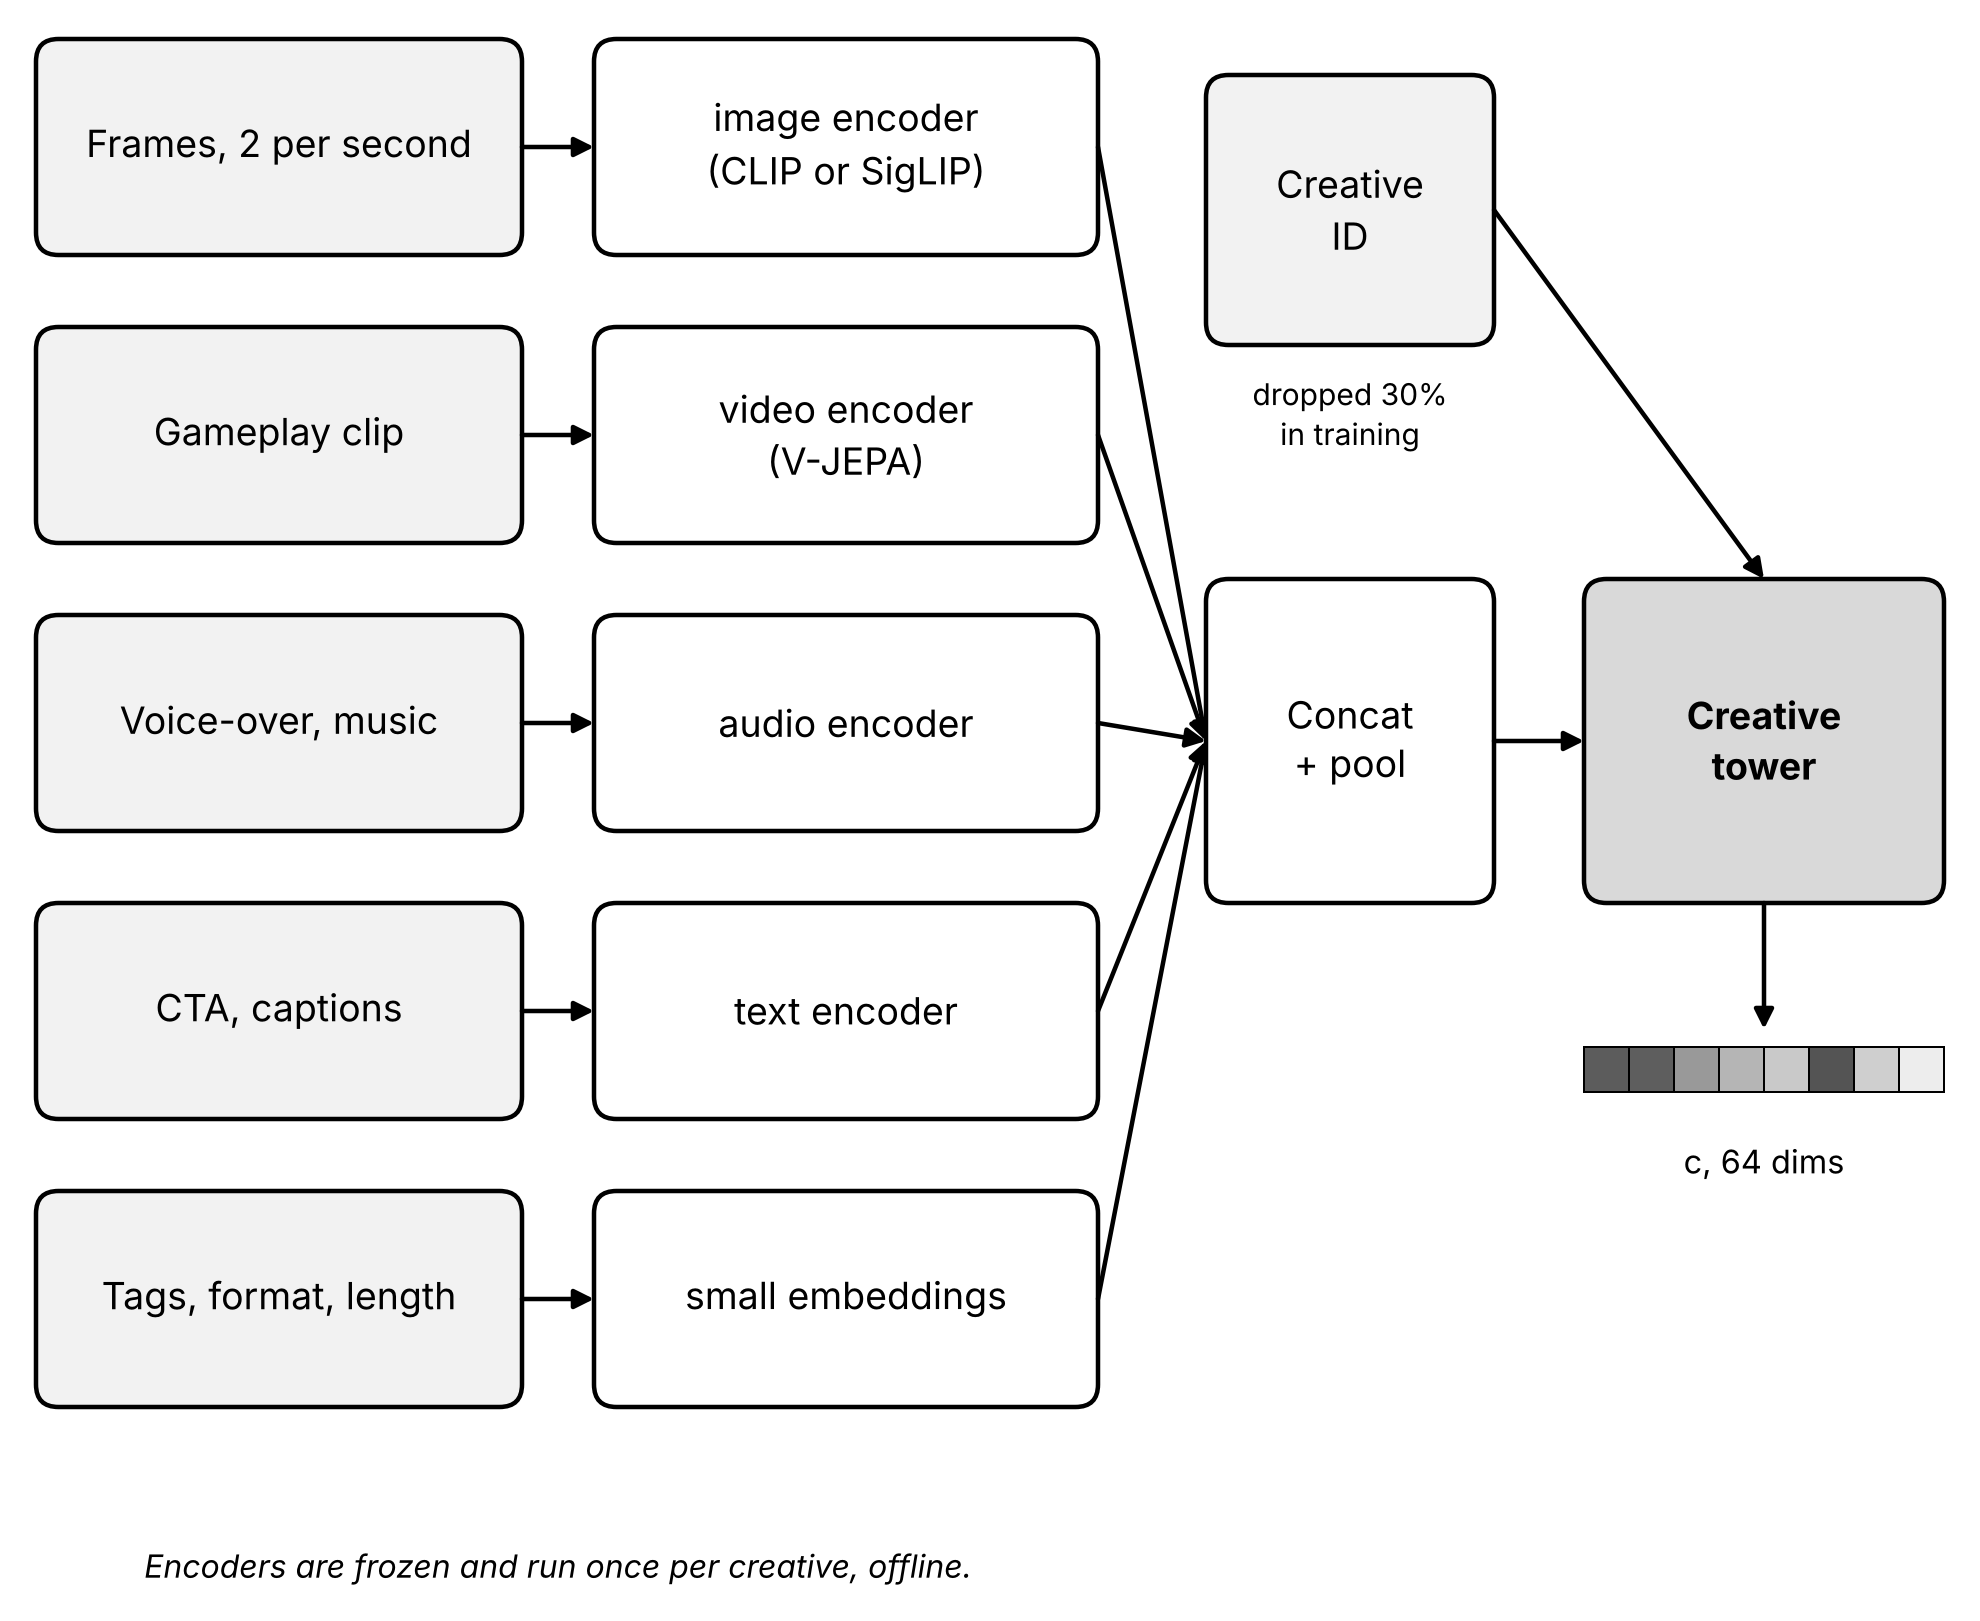 Frames, 2 per second
image encoder
(CLIP or SigLIP)
Creative
ID
dropped 30%
in training
Gameplay clip
video encoder
(V-JEPA)
Voice-over, music
audio encoder
Concat
+ pool
Creative
tower
CTA, captions
text encoder
c, 64 dims
Tags, format, length
small embeddings
Encoders are frozen and run once per creative, offline.